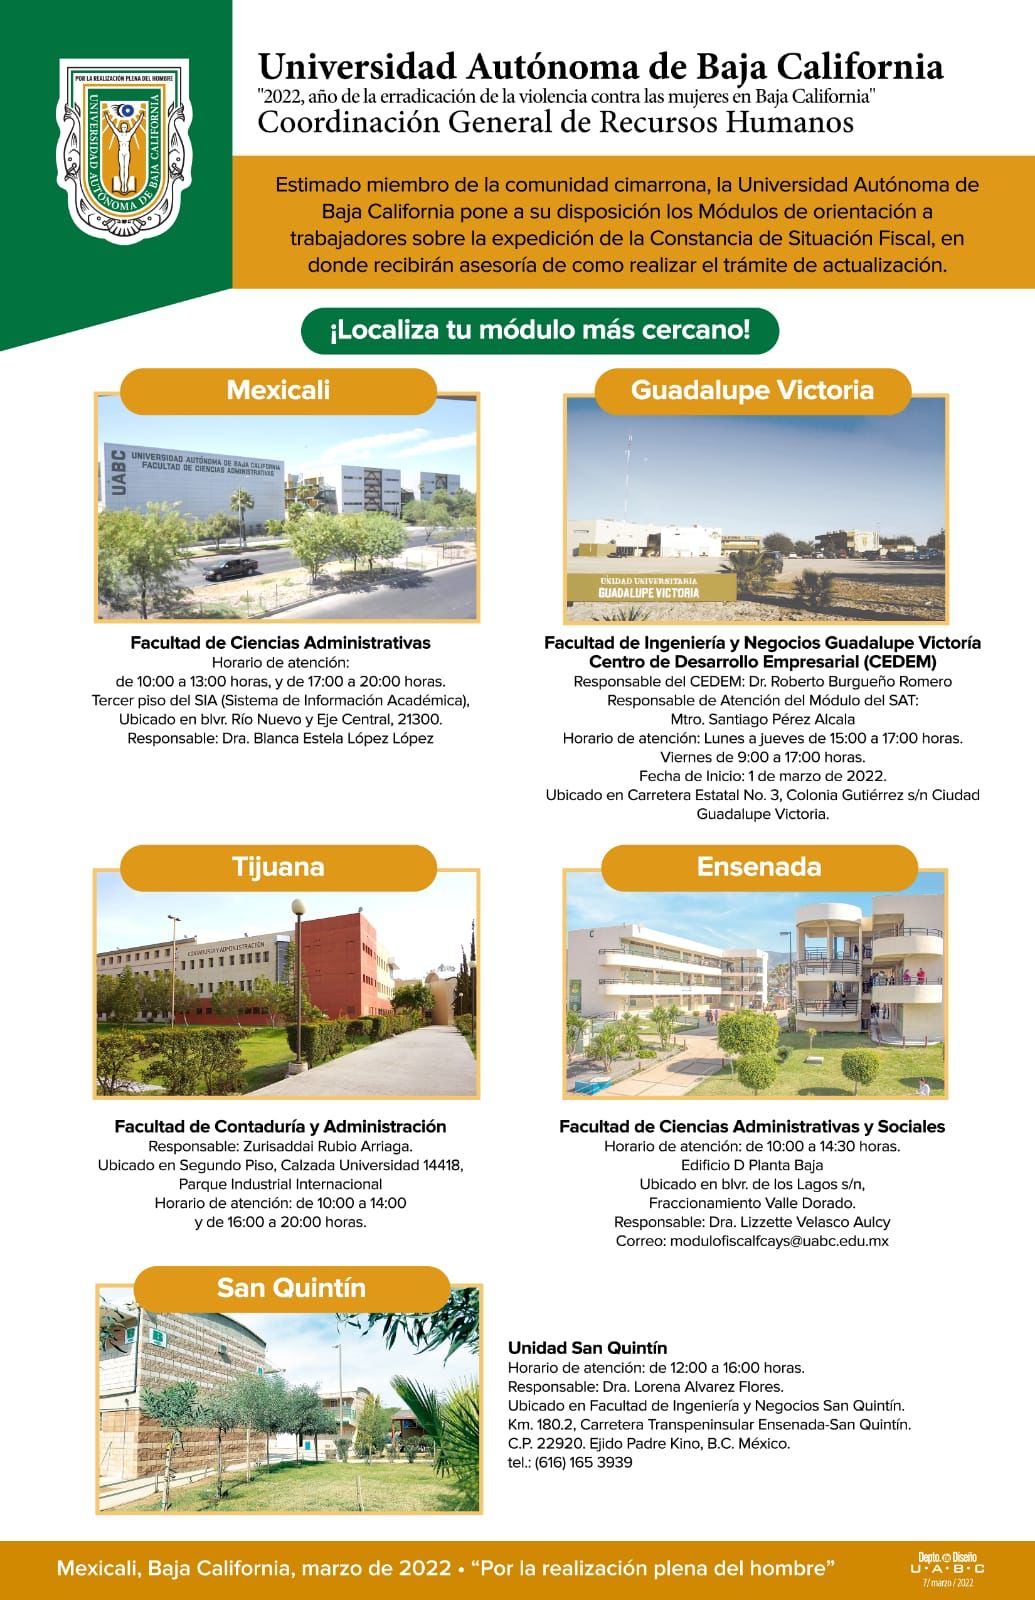 POR LA REALIZACIÓN PLENA DEL HOMBRE
UNIVERSIDAD AUTÓNOMA DE BAJA CALIFORNIA
Universidad Autónoma de Baja California
"2022, año de la erradicación de la violencia contra las mujeres en Baja California"
Coordinación General de Recursos Humanos
Estimado miembro de la comunidad cimarrona, la Universidad Autónoma de
Baja California pone a su disposición los Módulos de orientación a
trabajadores sobre la expedición de la Constancia de Situación Fiscal, en
donde recibirán asesoría de como realizar el trámite de actualización.
¡Localiza tu módulo más cercano!
Mexicali
UABC
UNIVERSIDAD AUTÓNOMA DE BAJA CALIFORNIA
FACULTAD DE CIENCIAS ADMINISTRATIVAS
Facultad de Ciencias Administrativas
Horario de atención:
de 10:00 a 13:00 horas, y de 17:00 a 20:00 horas.
Tercer piso del SIA (Sistema de Información Académica),
Ubicado en blvr. Río Nuevo y Eje Central, 21300.
Responsable: Dra. Blanca Estela López López
Guadalupe Victoria
UNIDAD UNIVERSITARIA
GUADALUPE VICTORIA
Facultad de Ingeniería y Negocios Guadalupe Victoría
Centro de Desarrollo Empresarial (CEDEM)
Responsable del CEDEM: Dr. Roberto Burgueño Romero
Responsable de Atención del Módulo del SAT:
Mtro. Santiago Pérez Alcala
Horario de atención: Lunes a jueves de 15:00 a 17:00 horas.
Viernes de 9:00 a 17:00 horas.
Fecha de Inicio: 1 de marzo de 2022.
Ubicado en Carretera Estatal No. 3, Colonia Gutiérrez s/n Ciudad
Guadalupe Victoria.
Tijuana
CONTADURÍA Y ADMINISTRACIÓN
Facultad de Contaduría y Administración
Responsable: Zurisaddai Rubio Arriaga.
Ubicado en Segundo Piso, Calzada Universidad 14418,
Parque Industrial Internacional
Horario de atención: de 10:00 a 14:00
y de 16:00 a 20:00 horas.
Ensenada
C
Facultad de Ciencias Administrativas y Sociales
Horario de atención: de 10:00 a 14:30 horas.
Edificio D Planta Baja
Ubicado en blvr. de los Lagos s/n,
Fraccionamiento Valle Dorado.
Responsable: Dra. Lizzette Velasco Aulcy
Correo: modulofiscalfcays@uabc.edu.mx
San Quintín
B
B
Unidad San Quintín
Horario de atención: de 12:00 a 16:00 horas.
Responsable: Dra. Lorena Alvarez Flores.
Ubicado en Facultad de Ingeniería y Negocios San Quintín.
Km. 180.2, Carretera Transpeninsular Ensenada-San Quintín.
C.P. 22920. Ejido Padre Kino, B.C. México.
tel.: (616) 165 3939
Mexicali, Baja California, marzo de 2022 • “Por la realización plena del hombre”
Depto. de Diseño
U·A·B·C
7/ marzo / 2022